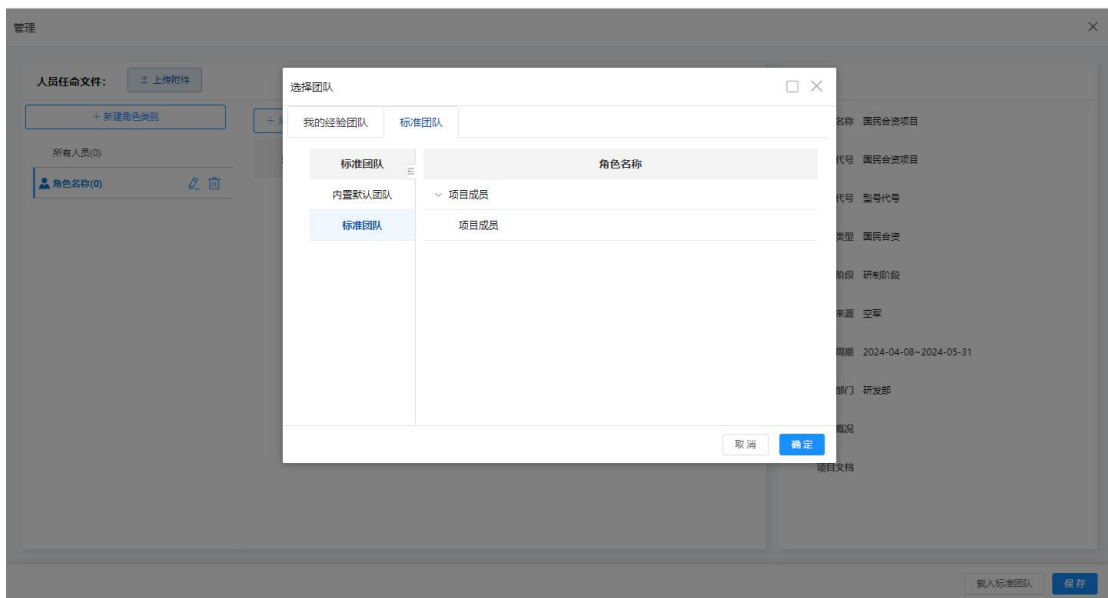 管理
人员任命文件:
上传附件
+ 新建角色类别
所有人员(0)
角色名称(0)
选择团队
我的经验团队
标准团队
标准团队
角色名称
内置默认团队
项目成员
标准团队
项目成员
取消
确定
名称 国民合资项目
代号 国民合资项目
代号 型号代号
类型 国民合资
阶段 研制阶段
来源 空军
周期 2024-04-08~2024-05-31
部门 研发部
概况
项目文档
载入标准团队
保存